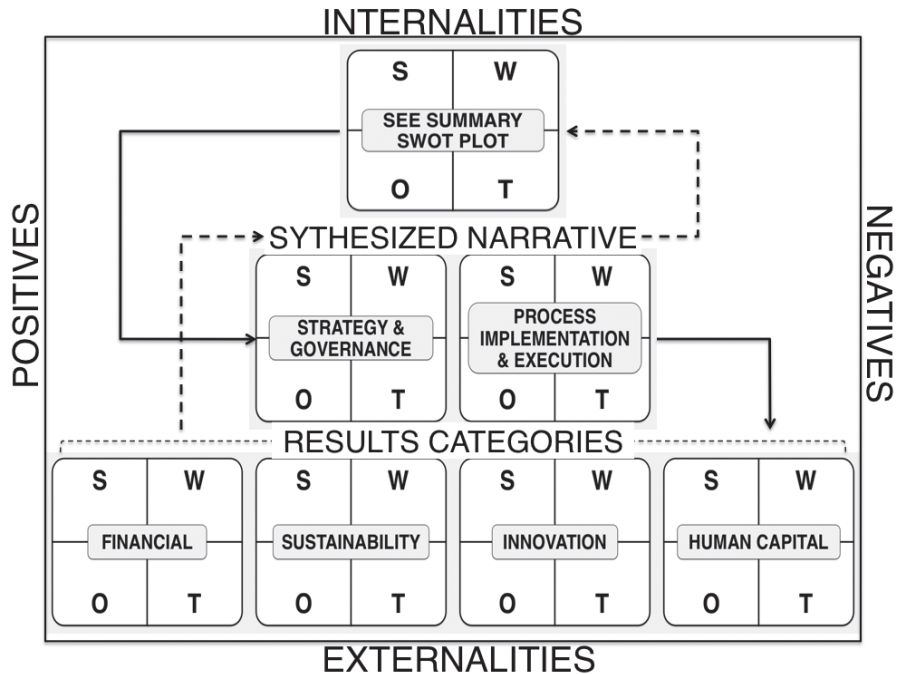 INTERNALITIES
S W
SEE SUMMARY
SWOT PLOT
O T
POSITIVES
NEGATIVES
SYTHESIZED NARRATIVE
S W S W
STRATEGY &
GOVERNANCE
PROCESS
IMPLEMENTATION
& EXECUTION
O T O T
RESULTS CATEGORIES
S W S W S W S W
FINANCIAL SUSTAINABILITY INNOVATION HUMAN CAPITAL
O T O T O T O T
EXTERNALITIES